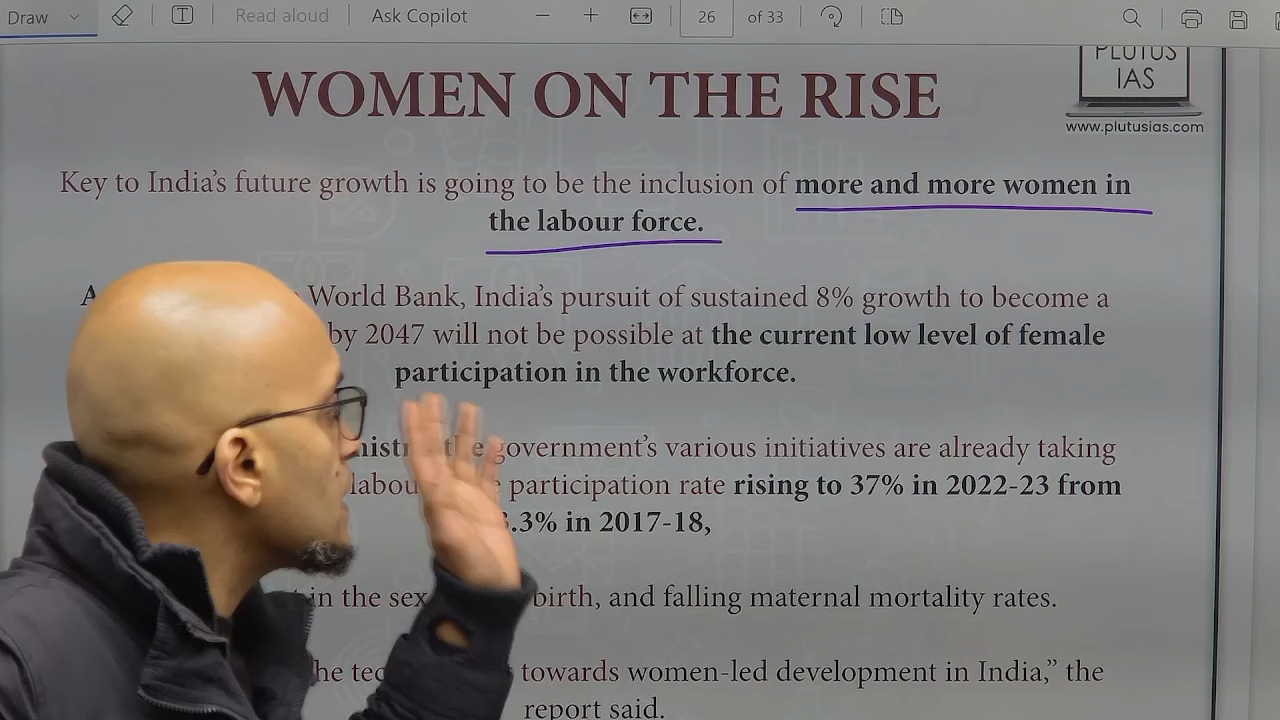 Draw
Read aloud
Ask Copilot
26
of 33
PLUTUS
IAS
www.plutusias.com
WOMEN ON THE RISE
Key to India’s future growth is going to be the inclusion of more and more women in
the labour force.
World Bank, India’s pursuit of sustained 8% growth to become a
by 2047 will not be possible at the current low level of female
participation in the workforce.
the government’s various initiatives are already taking
participation rate rising to 37% in 2022-23 from
in 2017-18,
in the sex birth, and falling maternal mortality rates.
towards women-led development in India,” the
report said.